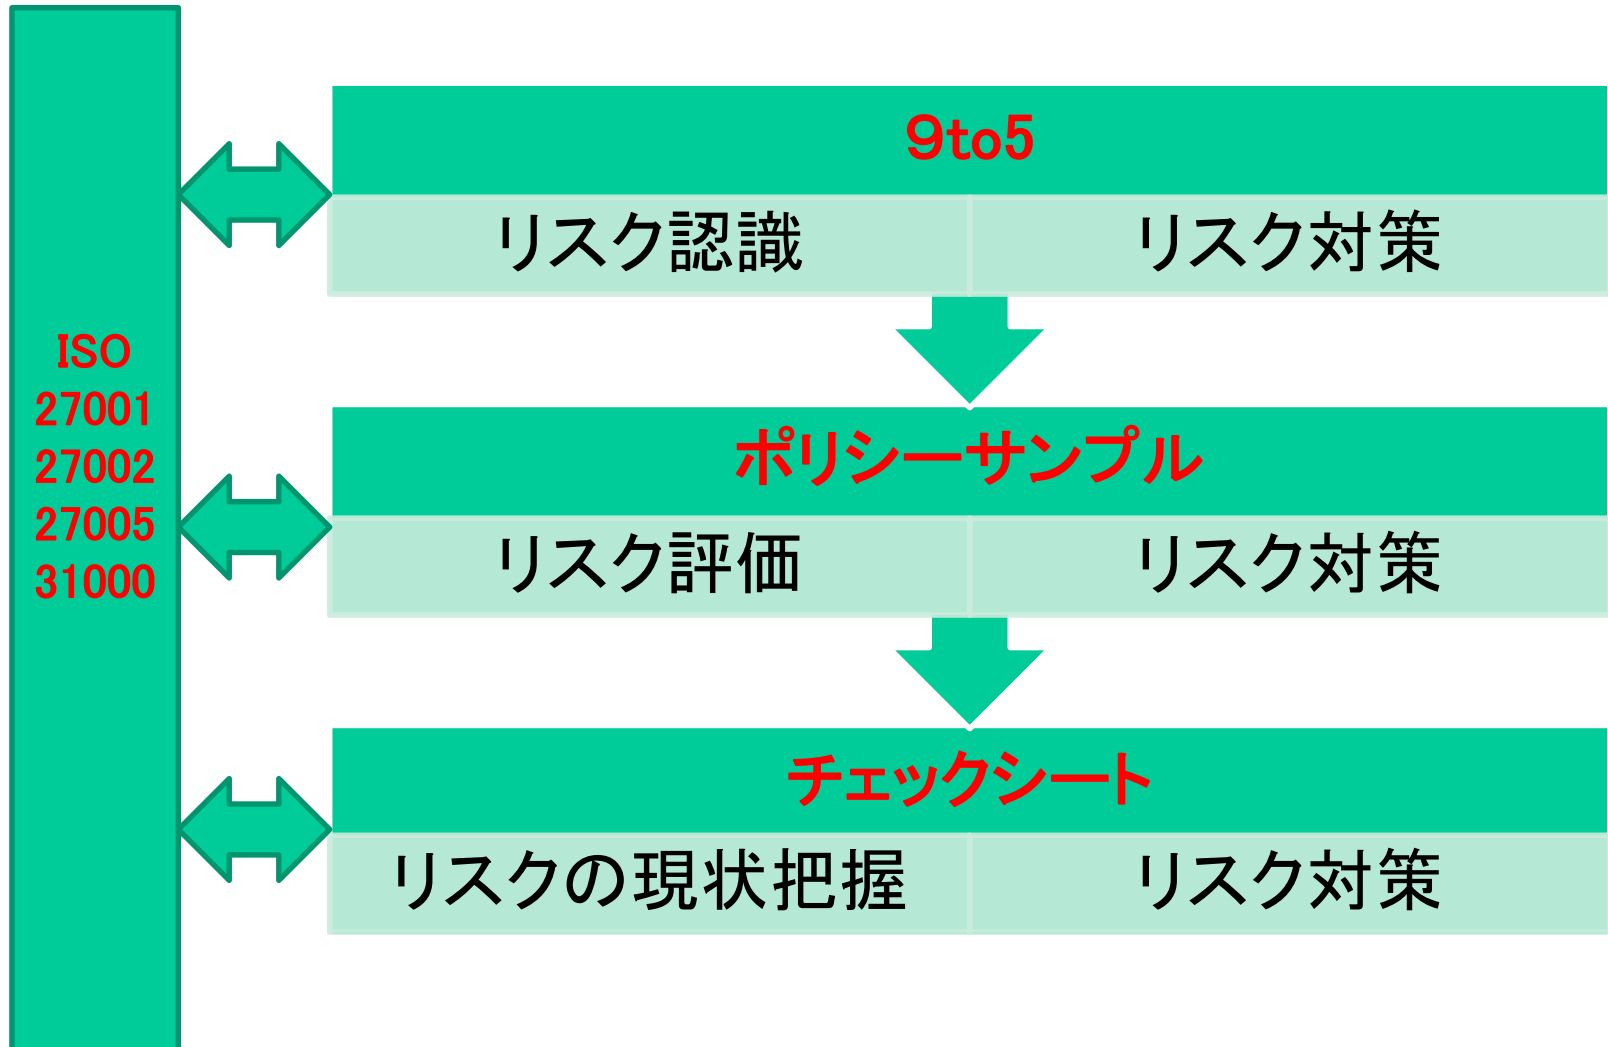 ISO
27001
27002
27005
31000
９to5
リスク認識
リスク対策
ポリシーサンプル
リスク評価
リスク対策
チェックシート
リスクの現状把握
リスク対策